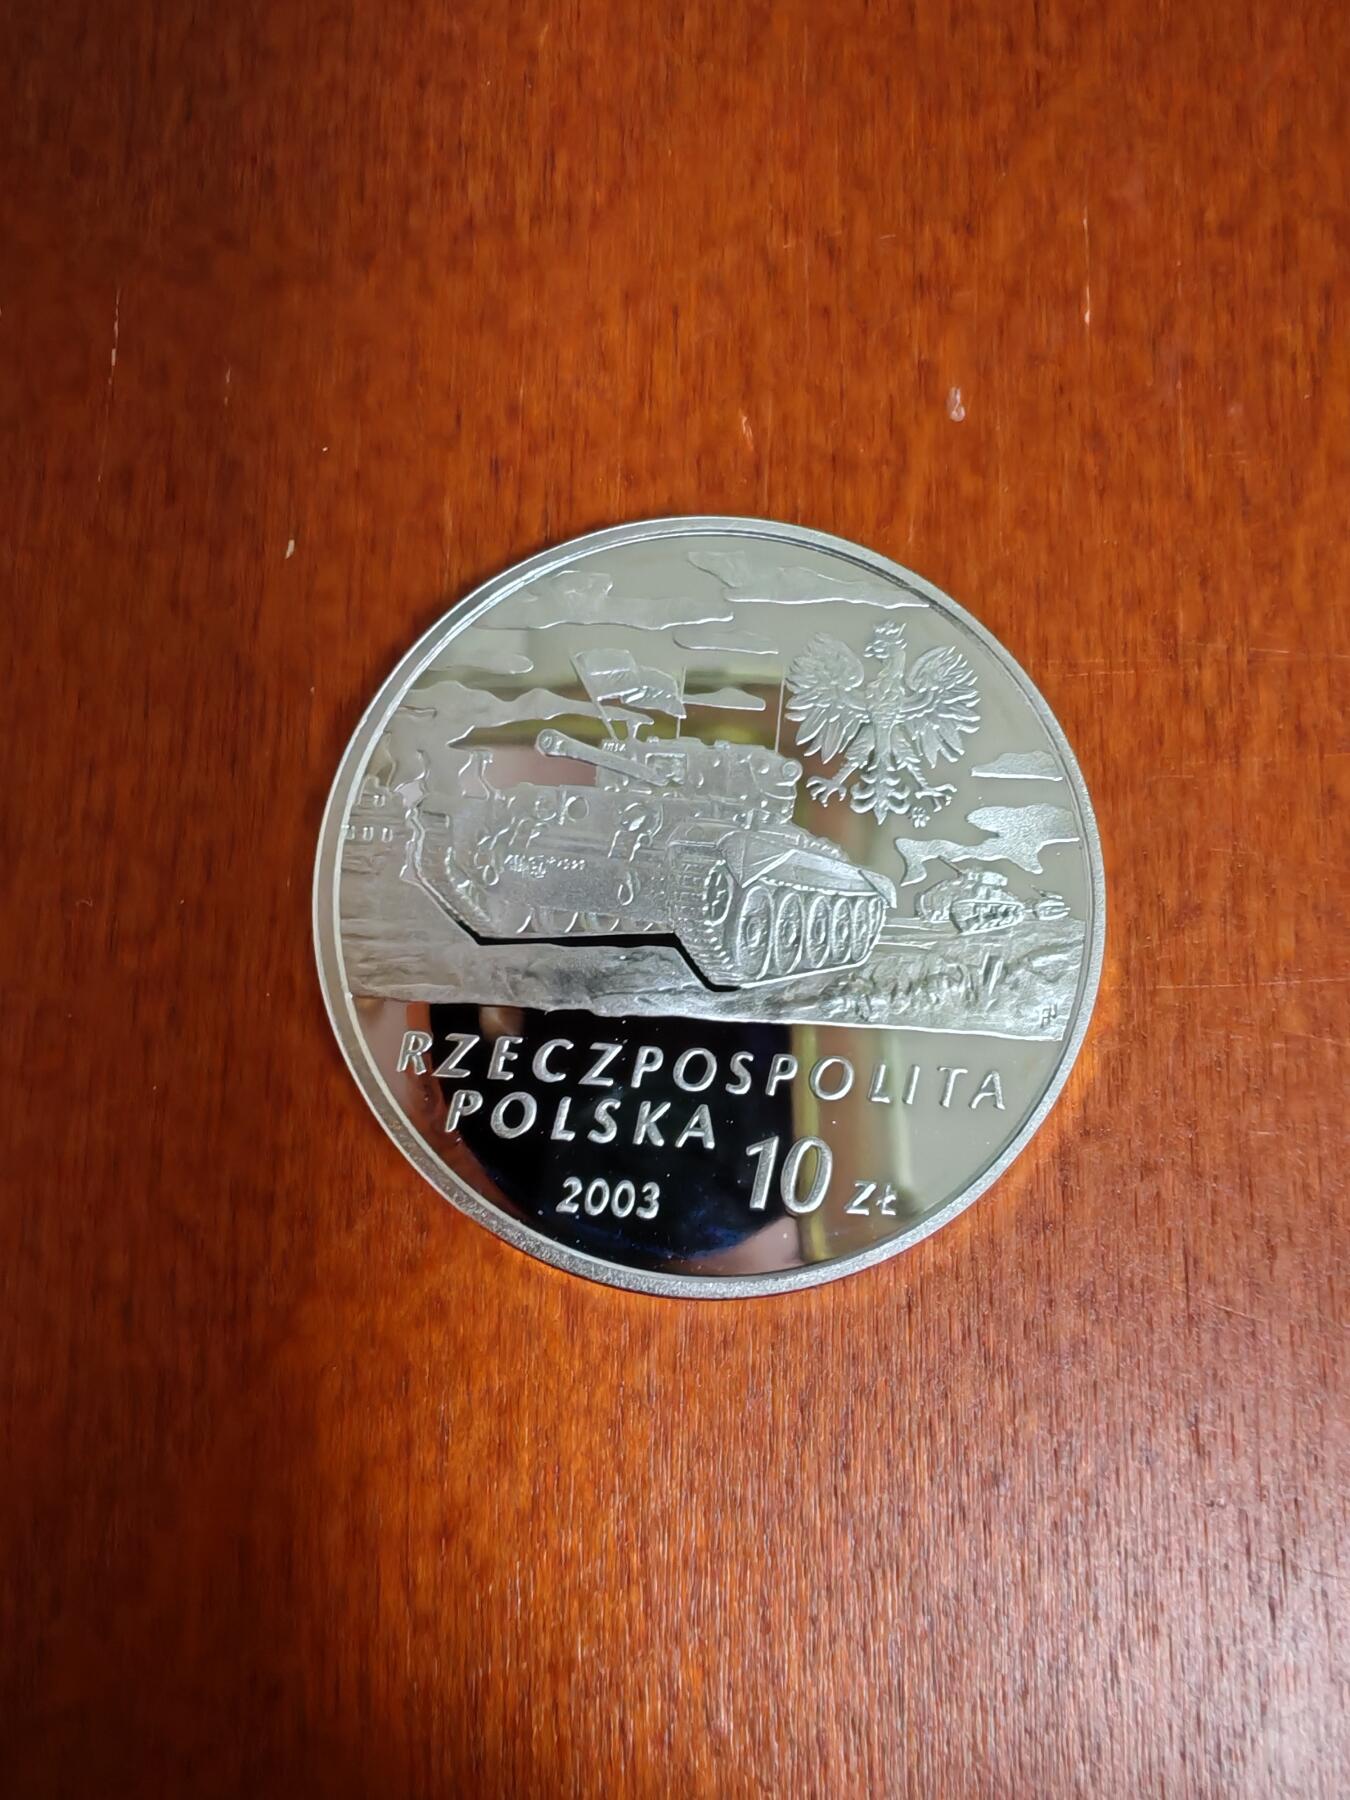 RZECZPOSPOLITA
POLSKA
10 ZŁ
2003